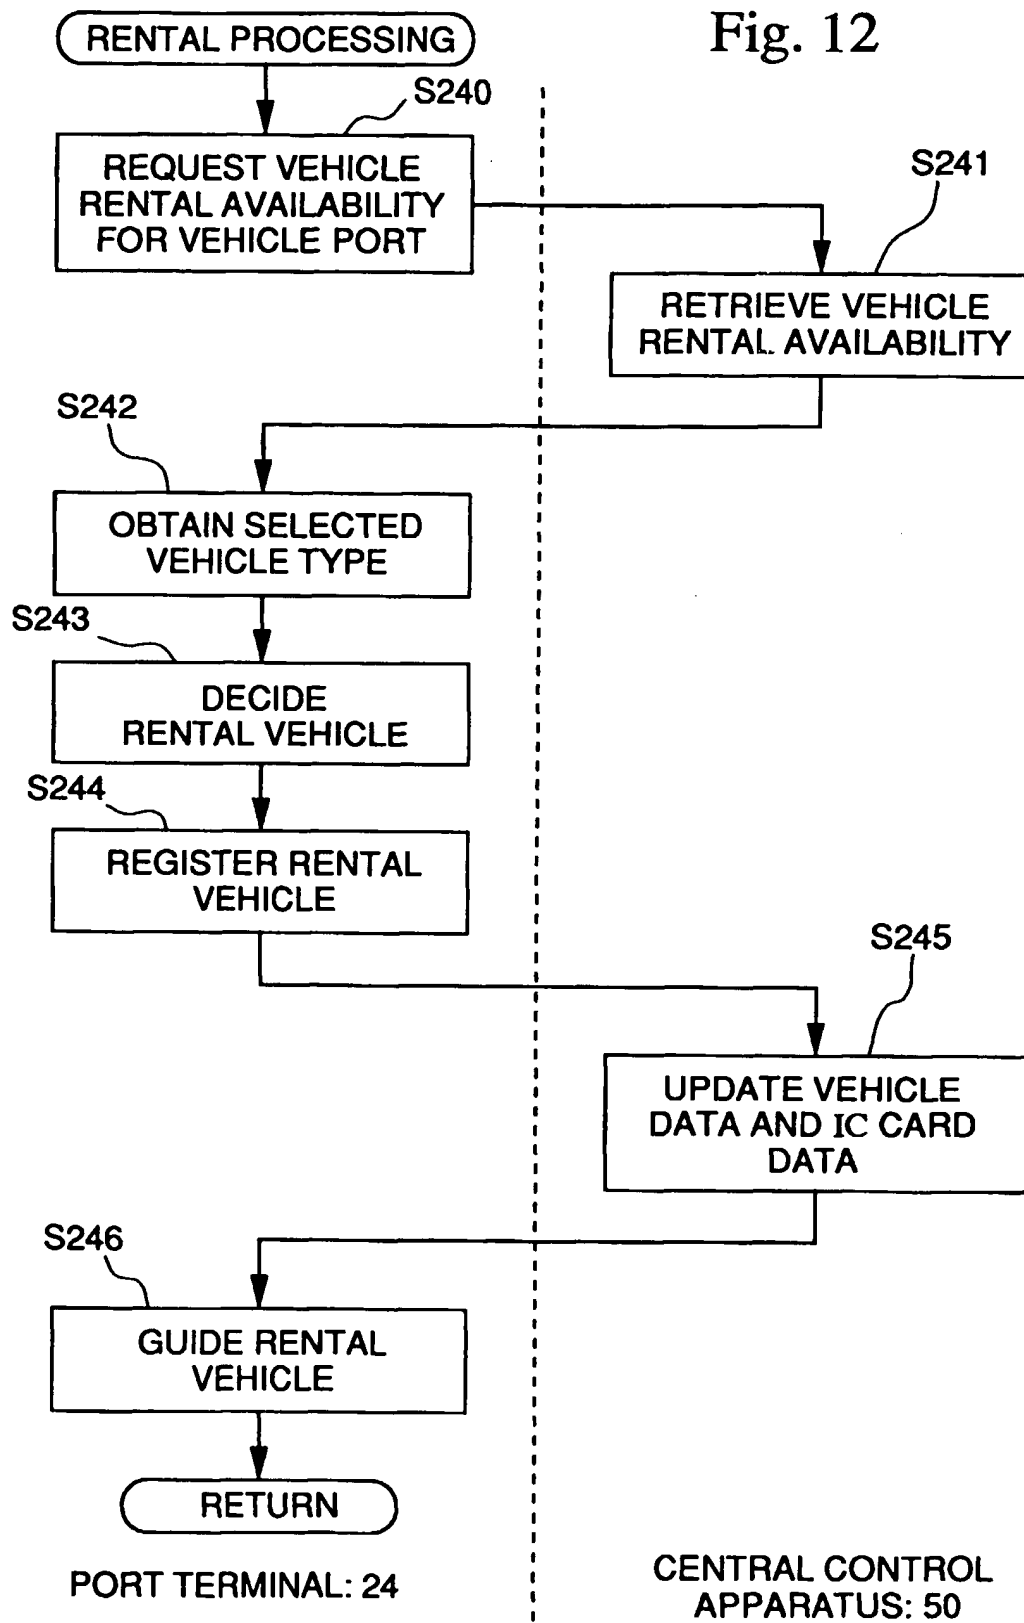 RENTAL PROCESSING
Fig. 12
S240
REQUEST VEHICLE
RENTAL AVAILABILITY
FOR VEHICLE PORT
S241
RETRIEVE VEHICLE
RENTAL AVAILABILITY
S242
OBTAIN SELECTED
VEHICLE TYPE
S243
DECIDE
RENTAL VEHICLE
S244
REGISTER RENTAL
VEHICLE
S245
UPDATE VEHICLE
DATA AND IC CARD
DATA
S246
GUIDE RENTAL
VEHICLE
RETURN
PORT TERMINAL: 24
CENTRAL CONTROL
APPARATUS: 50